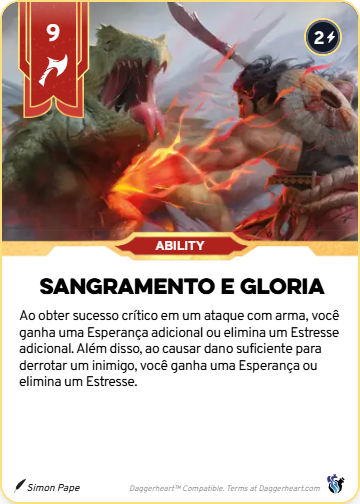 9
2
ABILITY
SANGRAMENTO E GLORIA
Ao obter sucesso crítico em um ataque com arma, você
ganha uma Esperança adicional ou elimina um Estresse
adicional. Além disso, ao causar dano suficiente para
derrotar um inimigo, você ganha uma Esperança ou
elimina um Estresse.
Simon Pape
Daggerheart™ Compatible. Terms at Daggerheart.com